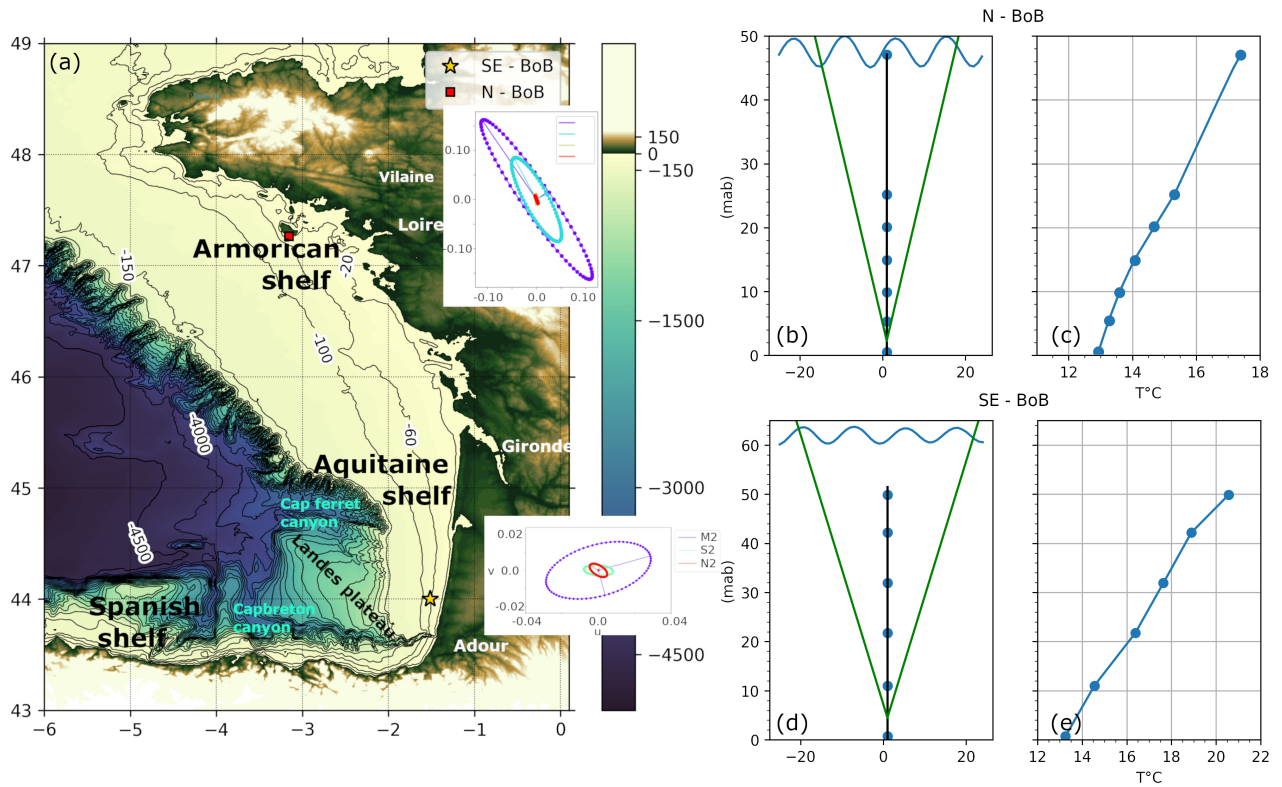 (a)
SE - BoB
N - BoB
49
48
47
46
45
44
43
−6
−5
−4
−3
−2
−1
0
150
0
−150
−1500
−3000
−4500
Vilaine
Loire
Armorican
shelf
-150
-20
-100
-60
-4000
-4500
Gironde
Aquitaine
shelf
Cap ferret
canyon
Landes plateau
Capbreton
canyon
Spanish
shelf
Adour
0.10
0.0
-0.10
-0.10
0.0
0.10
0.02
v 0.0
-0.02
-0.04
0.0
0.04
u
M2
S2
N2
N - BoB
50
40
30
20
10
0
(mab)
(b)
−20
0
20
(c)
12
14
16
18
T°C
SE - BoB
60
50
40
30
20
10
0
(mab)
(d)
−20
0
20
(e)
12
14
16
18
20
22
T°C